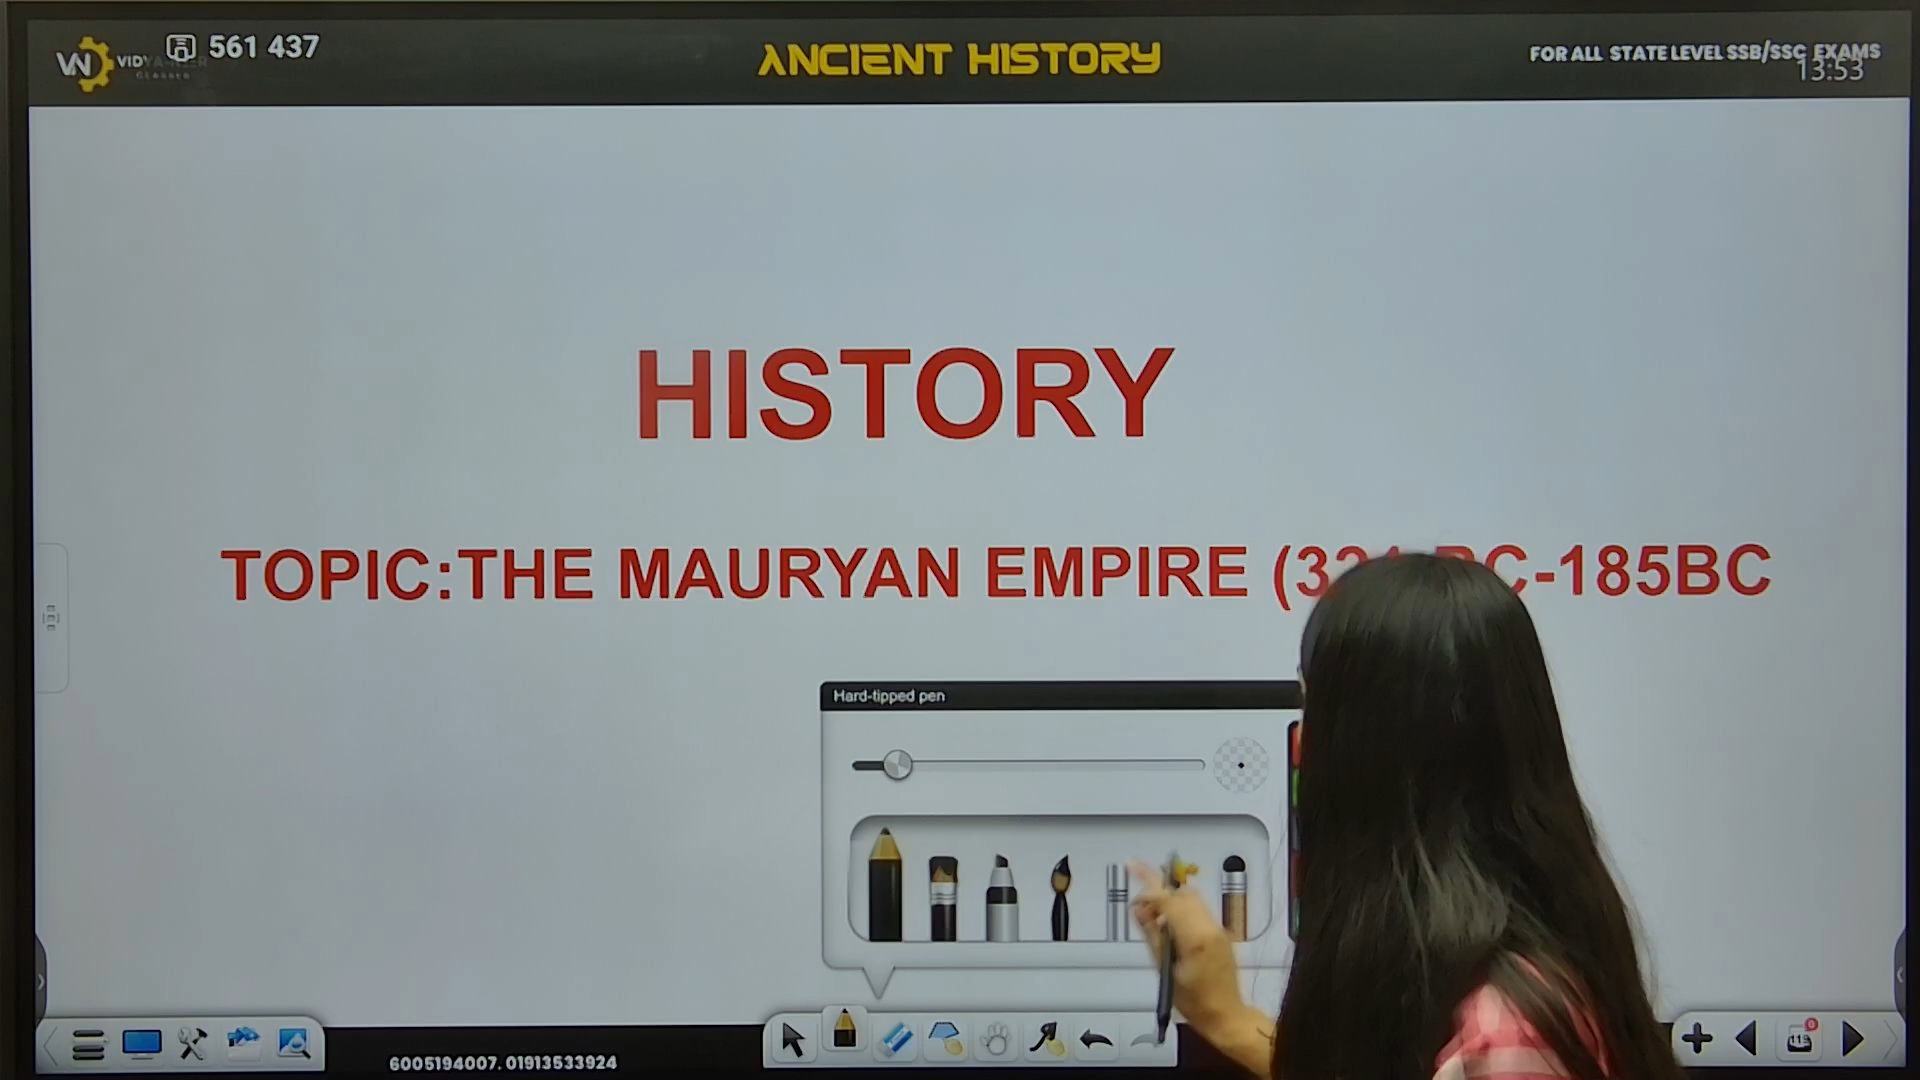 561 437
ANCIENT HISTORY
FOR ALL STATE LEVEL SSB/SSC EXAMS
13:53
HISTORY
TOPIC:THE MAURYAN EMPIRE BC-185BC
Hard-tipped pen
6005194007. 01913533924